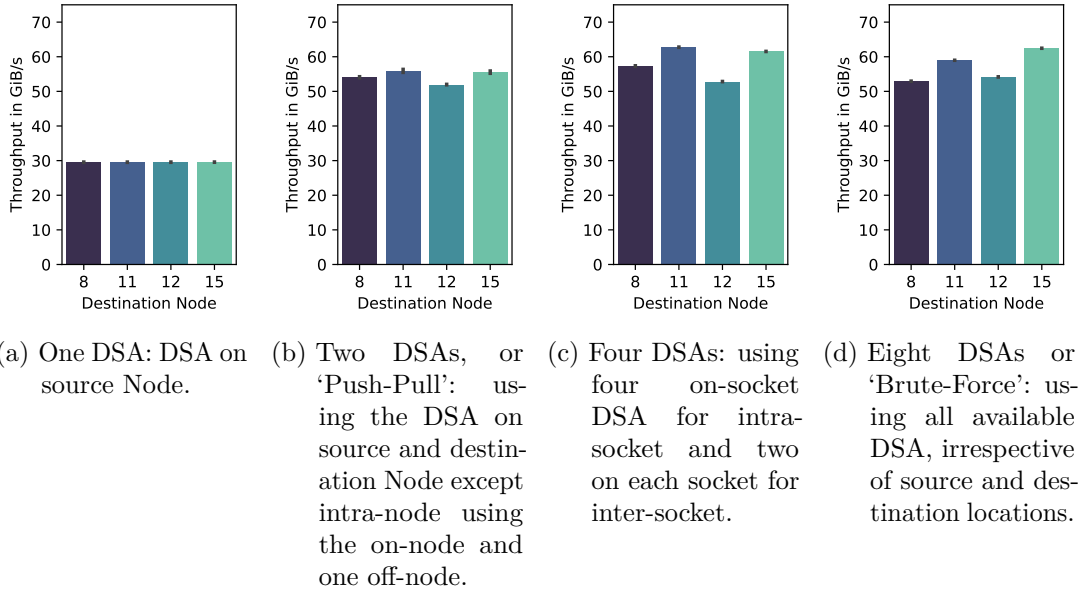 70
60
50
40
30
20
10
0
Throughput in GiB/s
8 11 12 15
Destination Node
70
60
50
40
30
20
10
0
Throughput in GiB/s
8 11 12 15
Destination Node
70
60
50
40
30
20
10
0
Throughput in GiB/s
8 11 12 15
Destination Node
70
60
50
40
30
20
10
0
Throughput in GiB/s
8 11 12 15
Destination Node
a) One DSA: DSA on
source Node.
(b) Two DSAs, or
‘Push-Pull’: us-
ing the DSA on
source and destin-
ation Node except
intra-node using
the on-node and
one off-node.
(c) Four DSAs: using
four on-socket
DSA for intra-
socket and two
on each socket for
inter-socket.
(d) Eight DSAs or
‘Brute-Force’: us-
ing all available
DSA, irrespective
of source and des-
tination locations.